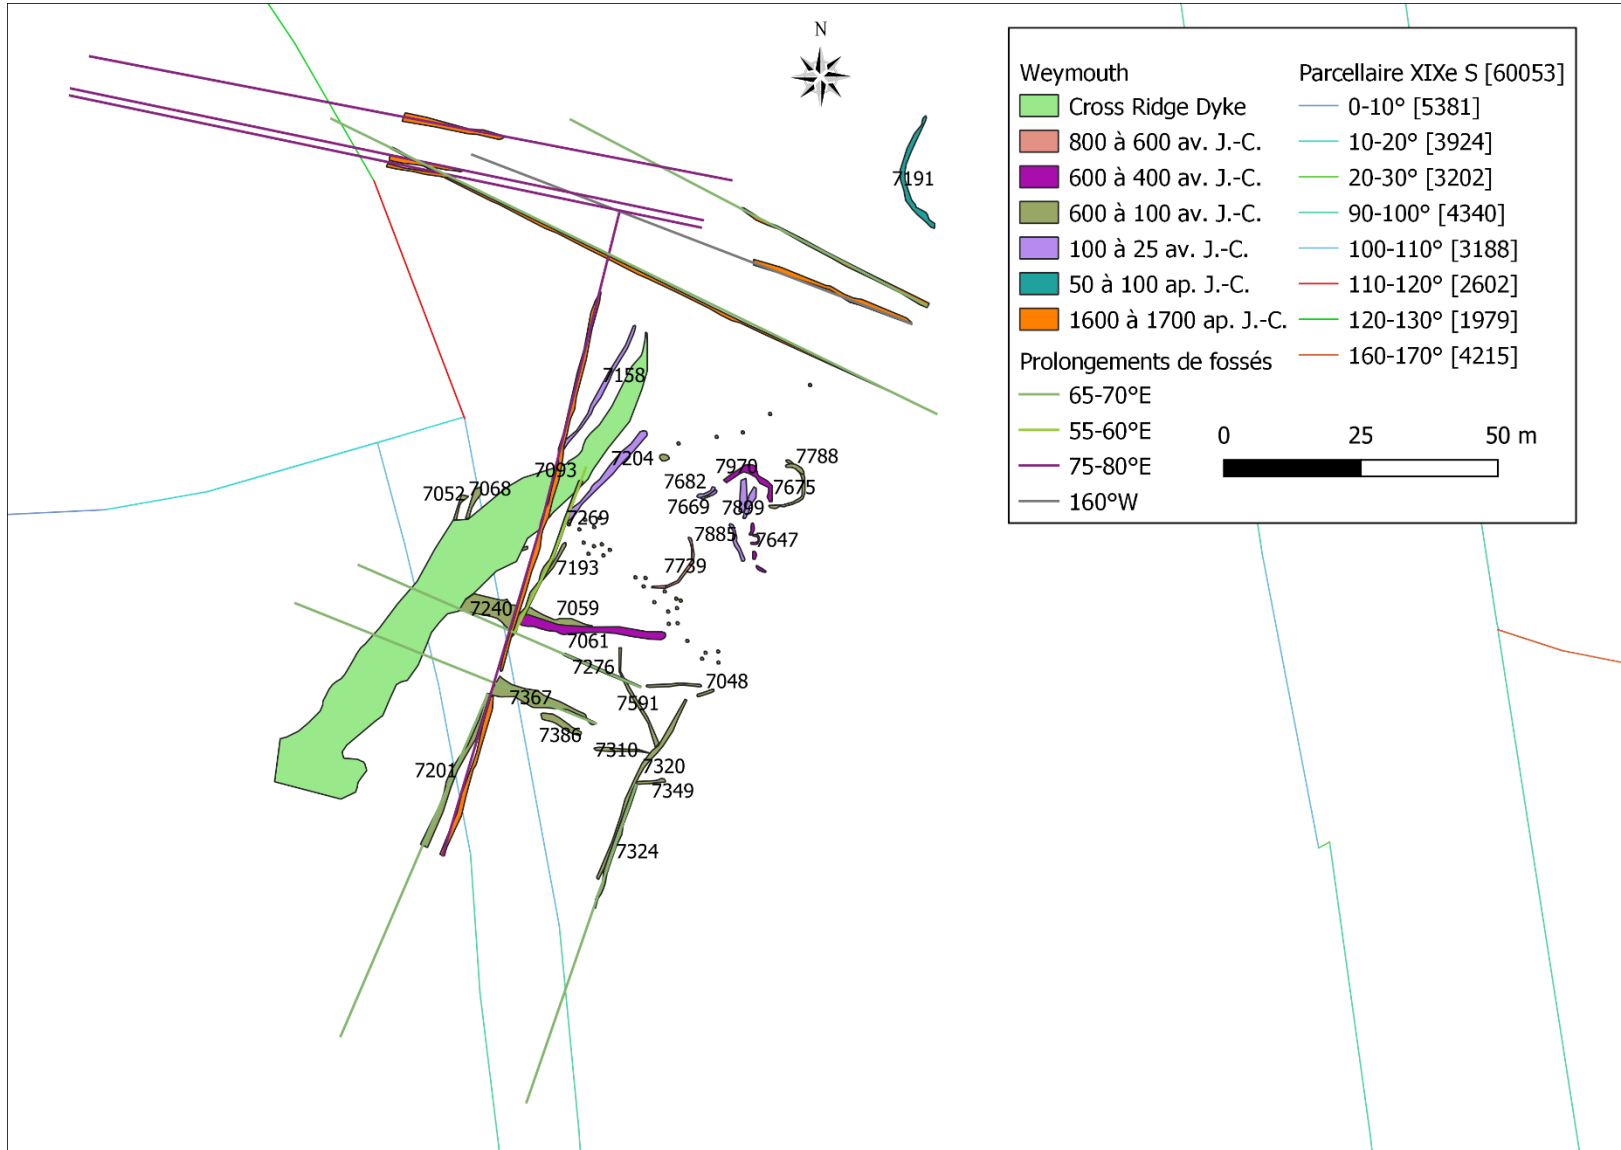 N
Weymouth
Cross Ridge Dyke
800 à 600 av. J.-C.
600 à 400 av. J.-C.
600 à 100 av. J.-C.
100 à 25 av. J.-C.
50 à 100 ap. J.-C.
1600 à 1700 ap. J.-C.
Prolongements de fossés
65-70°E
55-60°E
75-80°E
160°W
Parcellaire XIXe S [60053]
0-10° [5381]
10-20° [3924]
20-30° [3202]
90-100° [4340]
100-110° [3188]
110-120° [2602]
120-130° [1979]
160-170° [4215]
0 25 50 m
7191
7158
7204
7093
7052
7068
7269
7193
7240
7059
7061
7276
7367
7386
7591
7048
7310
7320
7349
7201
7324
7970
7788
7682
7675
7669
7899
7885
7647
7739